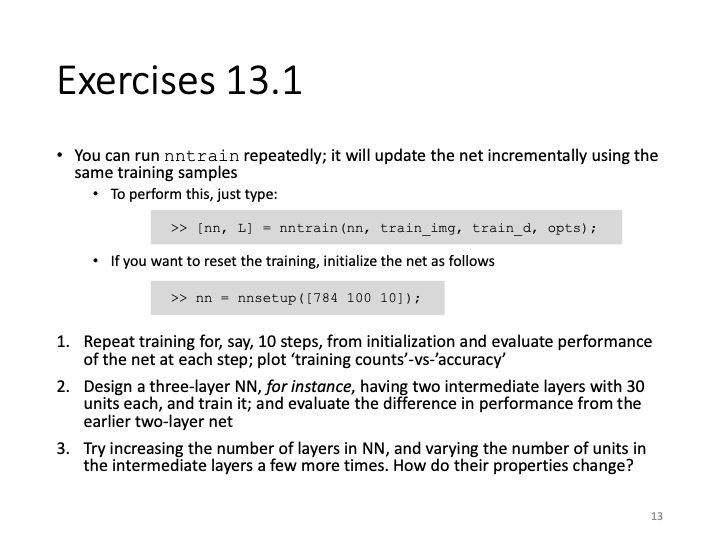 Exercises 13.1
• You can run nntrain repeatedly; it will update the net incrementally using the
same training samples
• To perform this, just type:
>> [nn, L] = nntrain(nn, train_img, train_d, opts);
• If you want to reset the training, initialize the net as follows
>> nn = nnsetup([784 100 10]);
1. Repeat training for, say, 10 steps, from initialization and evaluate performance
of the net at each step; plot ‘training counts’-vs-’accuracy’
2. Design a three-layer NN, for instance, having two intermediate layers with 30
units each, and train it; and evaluate the difference in performance from the
earlier two-layer net
3. Try increasing the number of layers in NN, and varying the number of units in
the intermediate layers a few more times. How do their properties change?
13